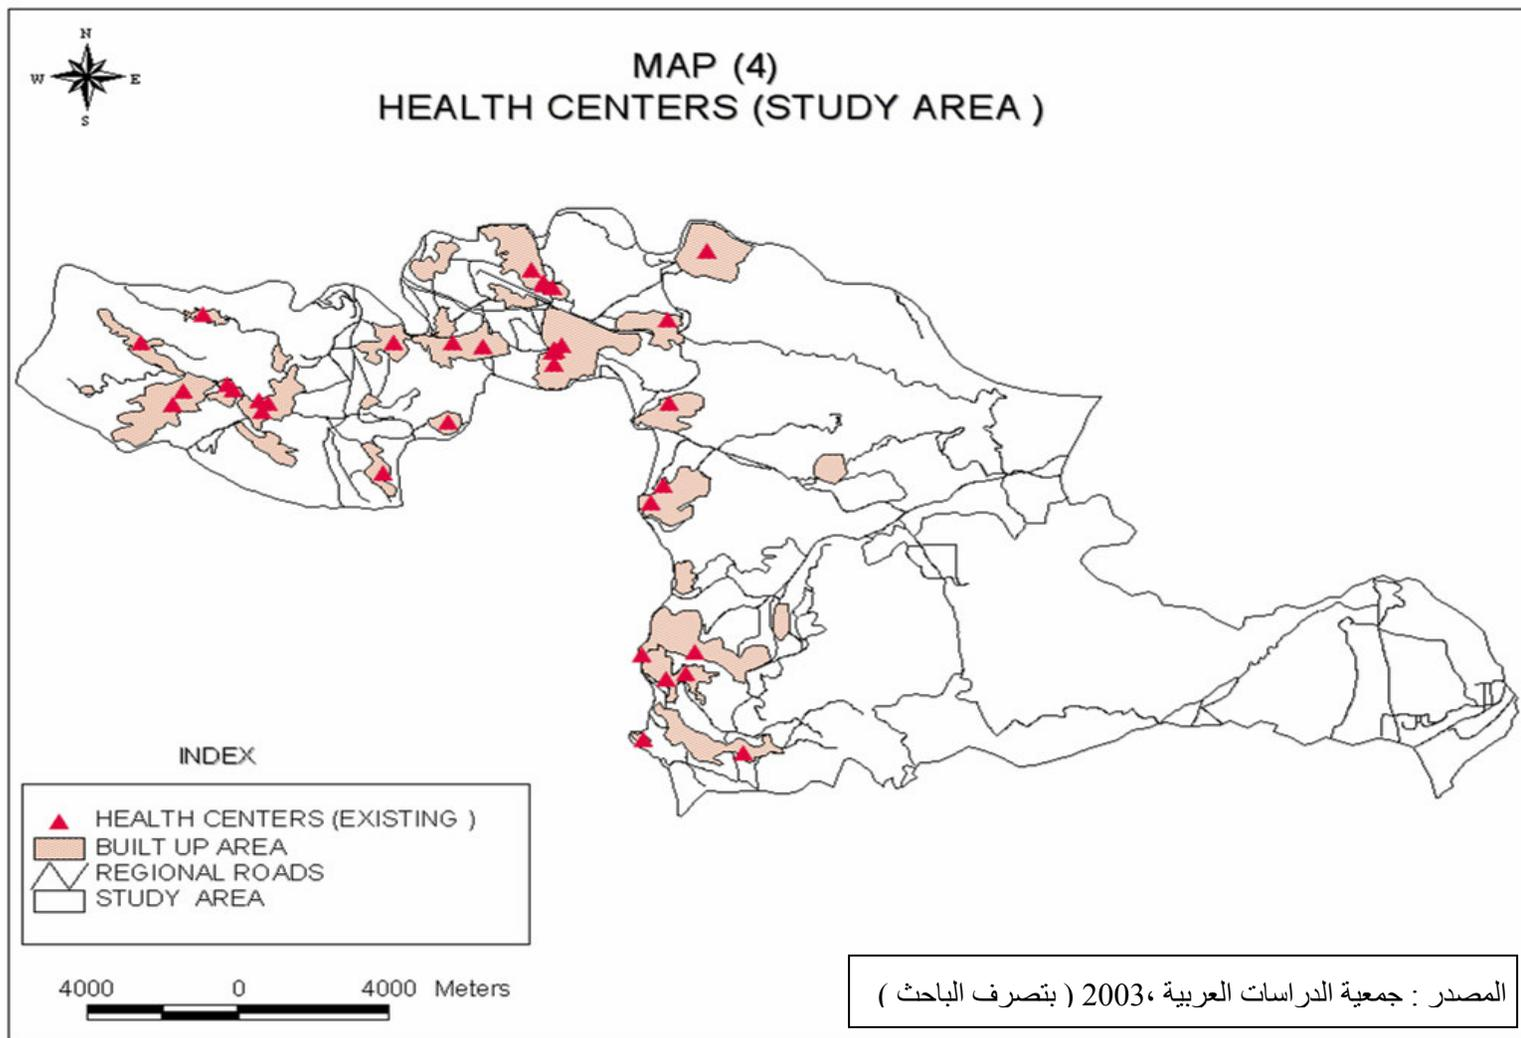 N
W E
S
MAP (4)
HEALTH CENTERS (STUDY AREA )
INDEX
HEALTH CENTERS (EXISTING )
BUILT UP AREA
REGIONAL ROADS
STUDY AREA
4000 0 4000 Meters
المصدر : جمعية الدراسات العربية ،2003 ( بتصرف الباحث )